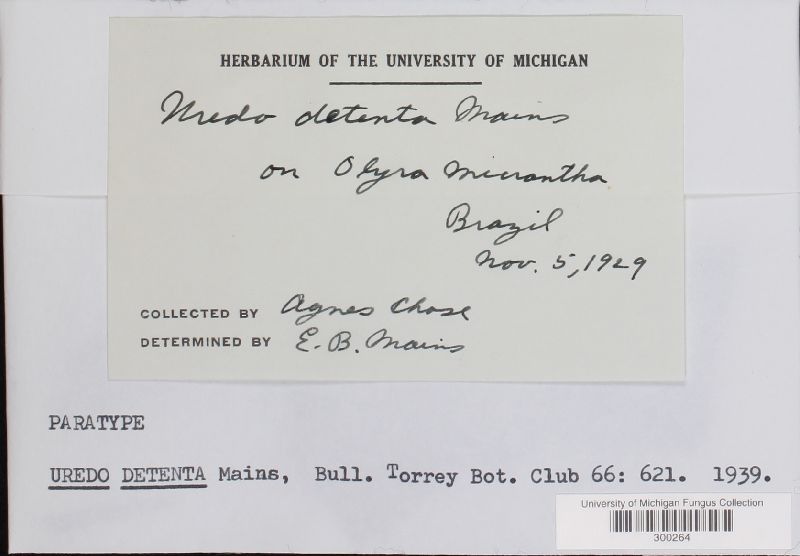 HERBARIUM OF THE UNIVERSITY OF MICHIGAN
Uredo detenta Mains
on Olyra micrantha
Brazil
Nov. 5, 1929
COLLECTED BY Agnes Chase
DETERMINED BY E. B. Mains
PARATYPE
UREDO DETENTA Mains, Bull. Torrey Bot. Club 66: 621. 1939.
University of Michigan Fungus Collection
300264